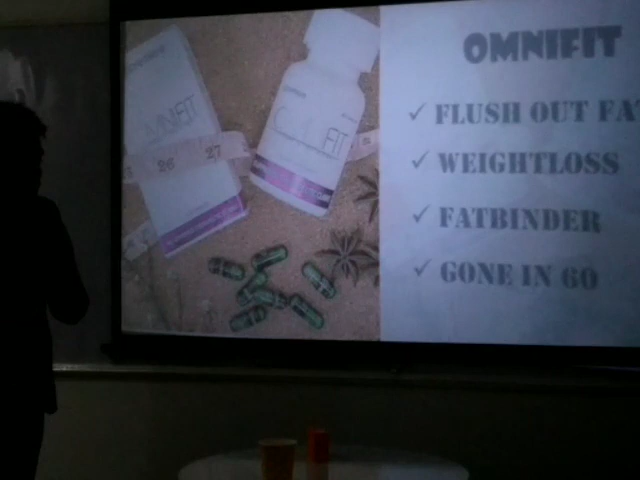 OMNIFIT
FLUSH OUT FA
WEIGHTLOSS
FATBINDER
GONE IN 60
26 27